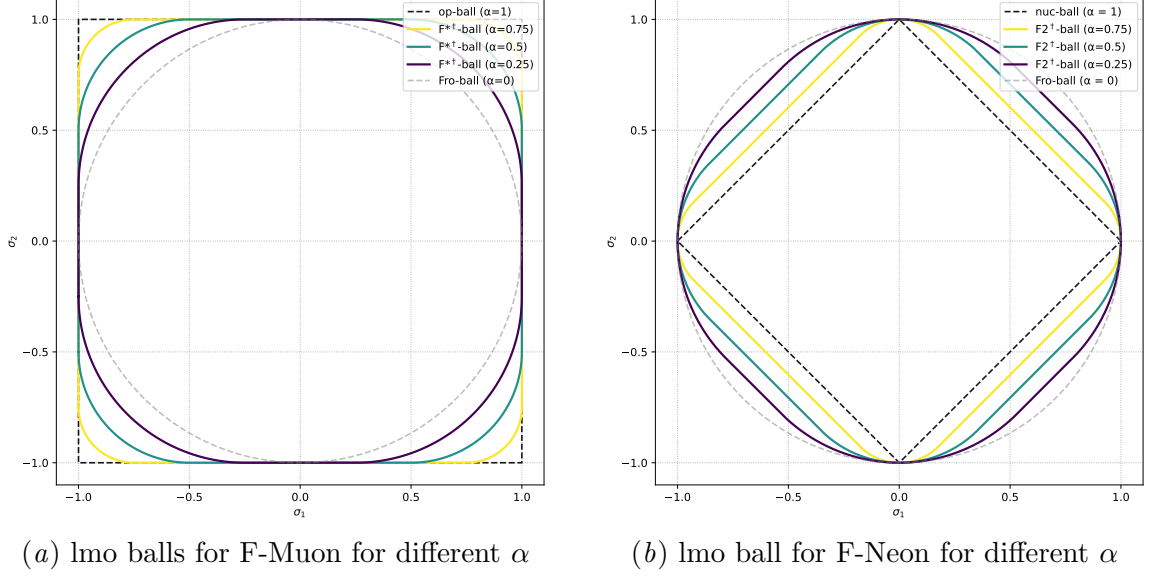 op-ball (α=1)
F*†-ball (α=0.75)
F*†-ball (α=0.5)
F*†-ball (α=0.25)
Fro-ball (α=0)
1.0
0.5
0.0
−0.5
−1.0
σ₂
−1.0 −0.5 0.0 0.5 1.0
σ₁
nuc-ball (α = 1)
F2†-ball (α=0.75)
F2†-ball (α=0.5)
F2†-ball (α=0.25)
Fro-ball (α = 0)
1.0
0.5
0.0
−0.5
−1.0
σ₂
−1.0 −0.5 0.0 0.5 1.0
σ₁
(a) lmo balls for F-Muon for different α
(b) lmo ball for F-Neon for different α